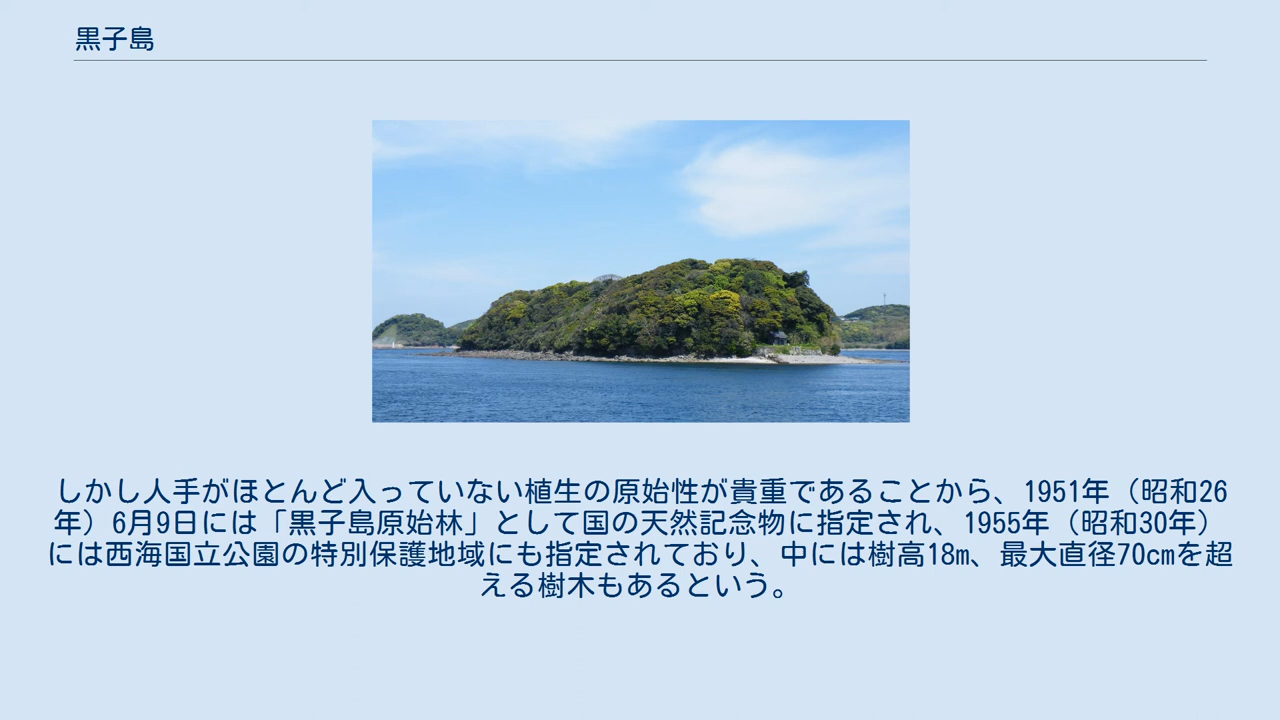 黒子島
しかし人手がほとんど入っていない植生の原始性が貴重であることから、1951年（昭和26
年）6月9日には「黒子島原始林」として国の天然記念物に指定され、1955年（昭和30年）
には西海国立公園の特別保護地域にも指定されており、中には樹高18m、最大直径70cmを超
える樹木もあるという。